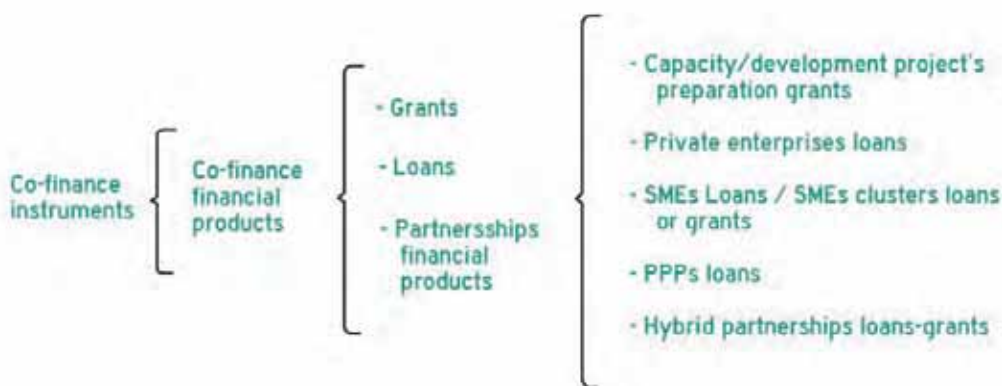 Co-finance
instruments
Co-finance
financial
products
- Grants
- Loans
- Partnersships
financial
products
- Capacity/development project's
preparation grants
- Private enterprises loans
- SMEs Loans / SMEs clusters loans
or grants
- PPPs loans
- Hybrid partnerships loans-grants